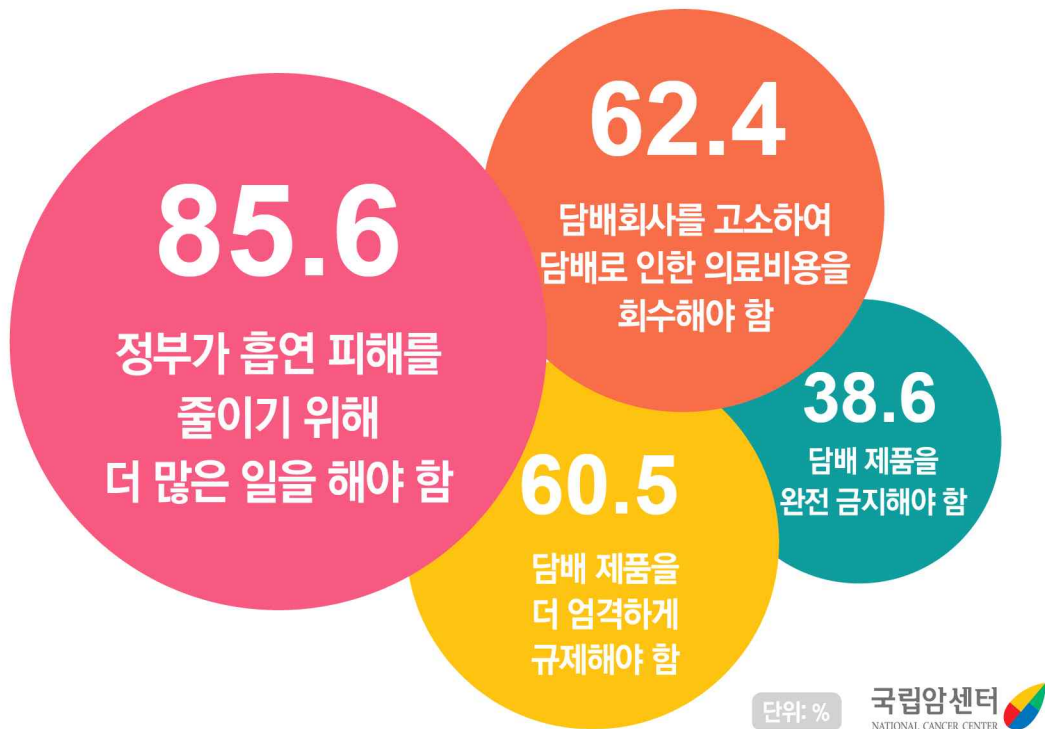 85.6
정부가 흡연 피해를
줄이기 위해
더 많은 일을 해야 함
62.4
담배회사를 고소하여
담배로 인한 의료비용을
회수해야 함
60.5
담배 제품을
더 엄격하게
규제해야 함
38.6
담배 제품을
완전 금지해야 함
단위: %
국립암센터
NATIONAL CANCER CENTER